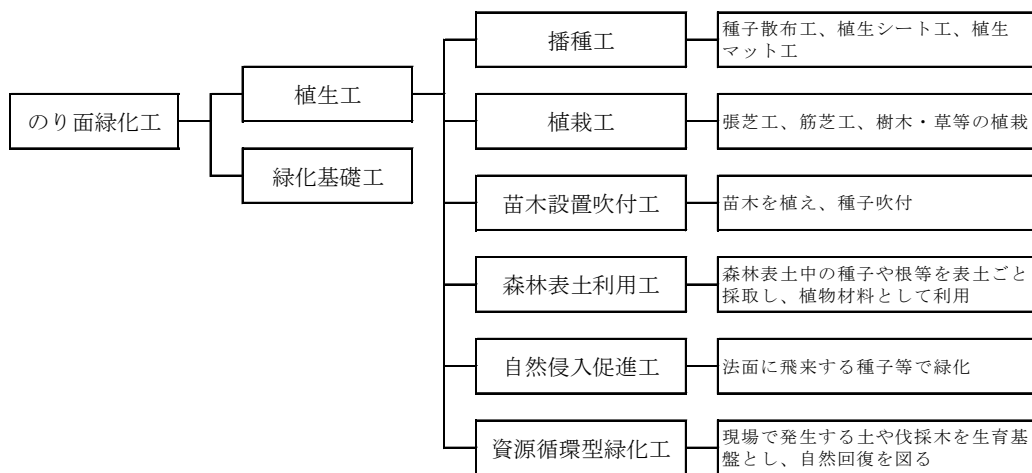 のり面緑化工
植生工
緑化基礎工
播種工
種子散布工、植生シート工、植生
マット工
植栽工
張芝工、筋芝工、樹木・草等の植栽
苗木設置吹付工
苗木を植え、種子吹付
森林表土利用工
森林表土中の種子や根等を表土ごと
採取し、植物材料として利用
自然侵入促進工
法面に飛来する種子等で緑化
資源循環型緑化工
現場で発生する土や伐採木を生育基
盤とし、自然回復を図る